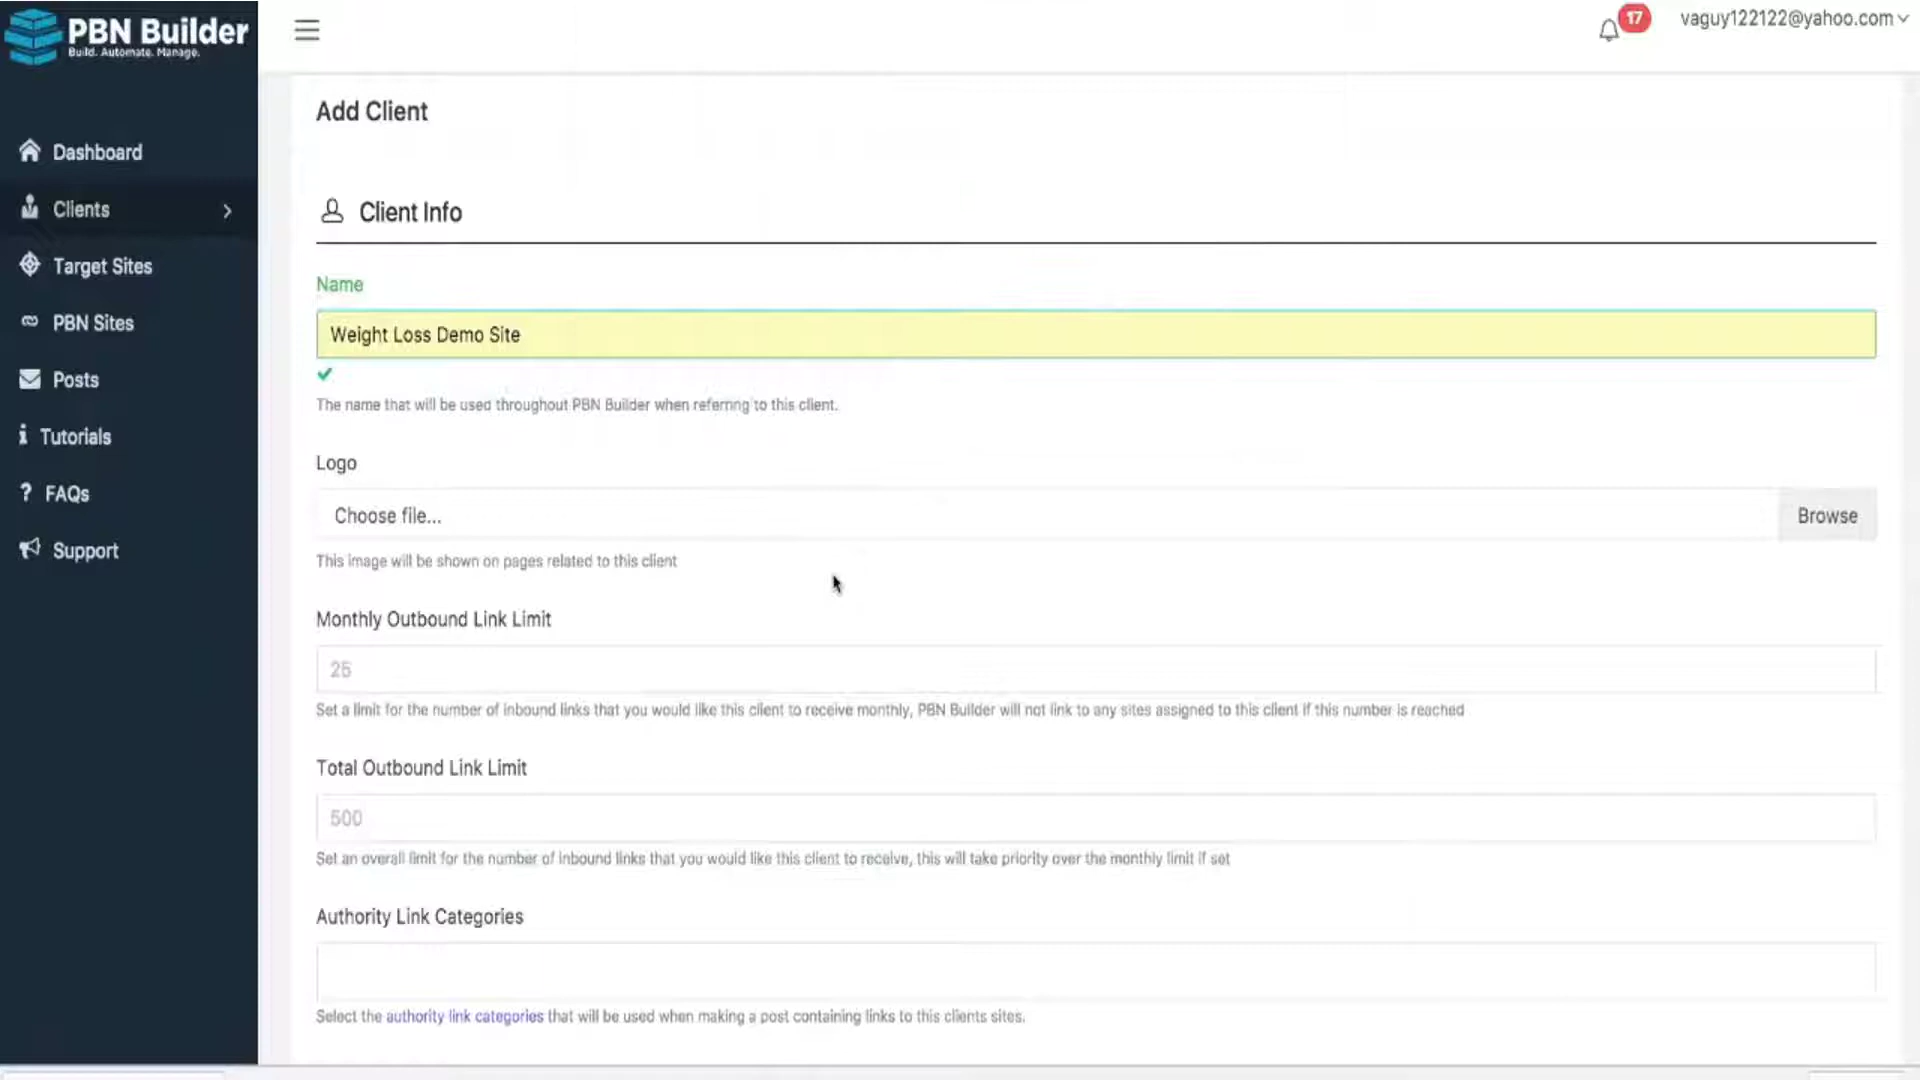 PBN Builder
Build. Automate. Manage.
17
vaguy122122@yahoo.com
Add Client
Dashboard
Clients
Target Sites
PBN Sites
Posts
Tutorials
FAQs
Support
Client Info
Name
Weight Loss Demo Site
The name that will be used throughout PBN Builder when referring to this client.
Logo
Choose file...
Browse
This image will be shown on pages related to this client
Monthly Outbound Link Limit
25
Set a limit for the number of inbound links that you would like this client to receive monthly, PBN Builder will not link to any sites assigned to this client if this number is reached
Total Outbound Link Limit
500
Set an overall limit for the number of inbound links that you would like this client to receive, this will take priority over the monthly limit if set
Authority Link Categories
Select the authority link categories that will be used when making a post containing links to this clients sites.